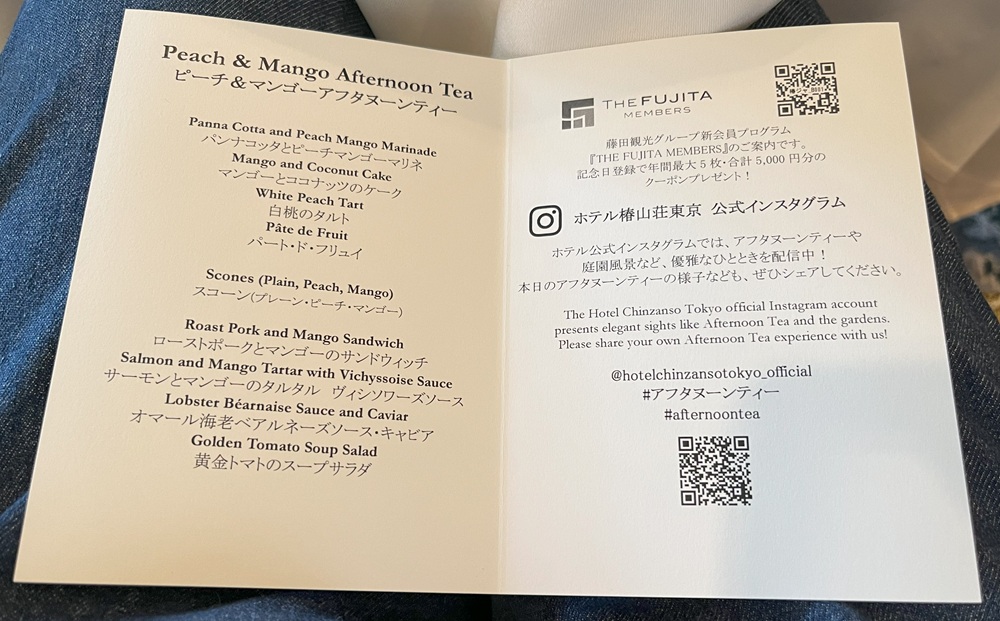 Peach & Mango Afternoon Tea
ピーチ&マンゴーアフタヌーンティー
Panna Cotta and Peach Mango Marinade
パンナコッタとピーチマンゴーマリネ
Mango and Coconut Cake
マンゴーとココナッツのケーク
White Peach Tart
白桃のタルト
Pâte de Fruit
パート・ド・フリュイ
Scones (Plain, Peach, Mango)
スコーン(プレーン・ピーチ・マンゴー)
Roast Pork and Mango Sandwich
ローストポークとマンゴーのサンドウィッチ
Salmon and Mango Tartar with Vichyssoise Sauce
サーモンとマンゴーのタルタル ヴィシソワーズソース
Lobster Béarnaise Sauce and Caviar
オマール海老ベアルネーズソース・キャビア
Golden Tomato Soup Salad
黄金トマトのスープサラダ
THE FUJITA
MEMBERS
藤田観光グループ新会員プログラム
『THE FUJITA MEMBERS』のご案内です。
記念日登録で年間最大5枚・合計5,000円分の
クーポンプレゼント!
ホテル椿山荘東京 公式インスタグラム
ホテル公式インスタグラムでは、アフタヌーンティーや
庭園風景など、優雅なひとときを配信中!
本日のアフタヌーンティーの様子なども、ぜひシェアしてください。
The Hotel Chinzanso Tokyo official Instagram account
presents elegant sights like Afternoon Tea and the gardens.
Please share your own Afternoon Tea experience with us!
@hotelchinzansotokyo_official
#アフタヌーンティー
#afternoontea